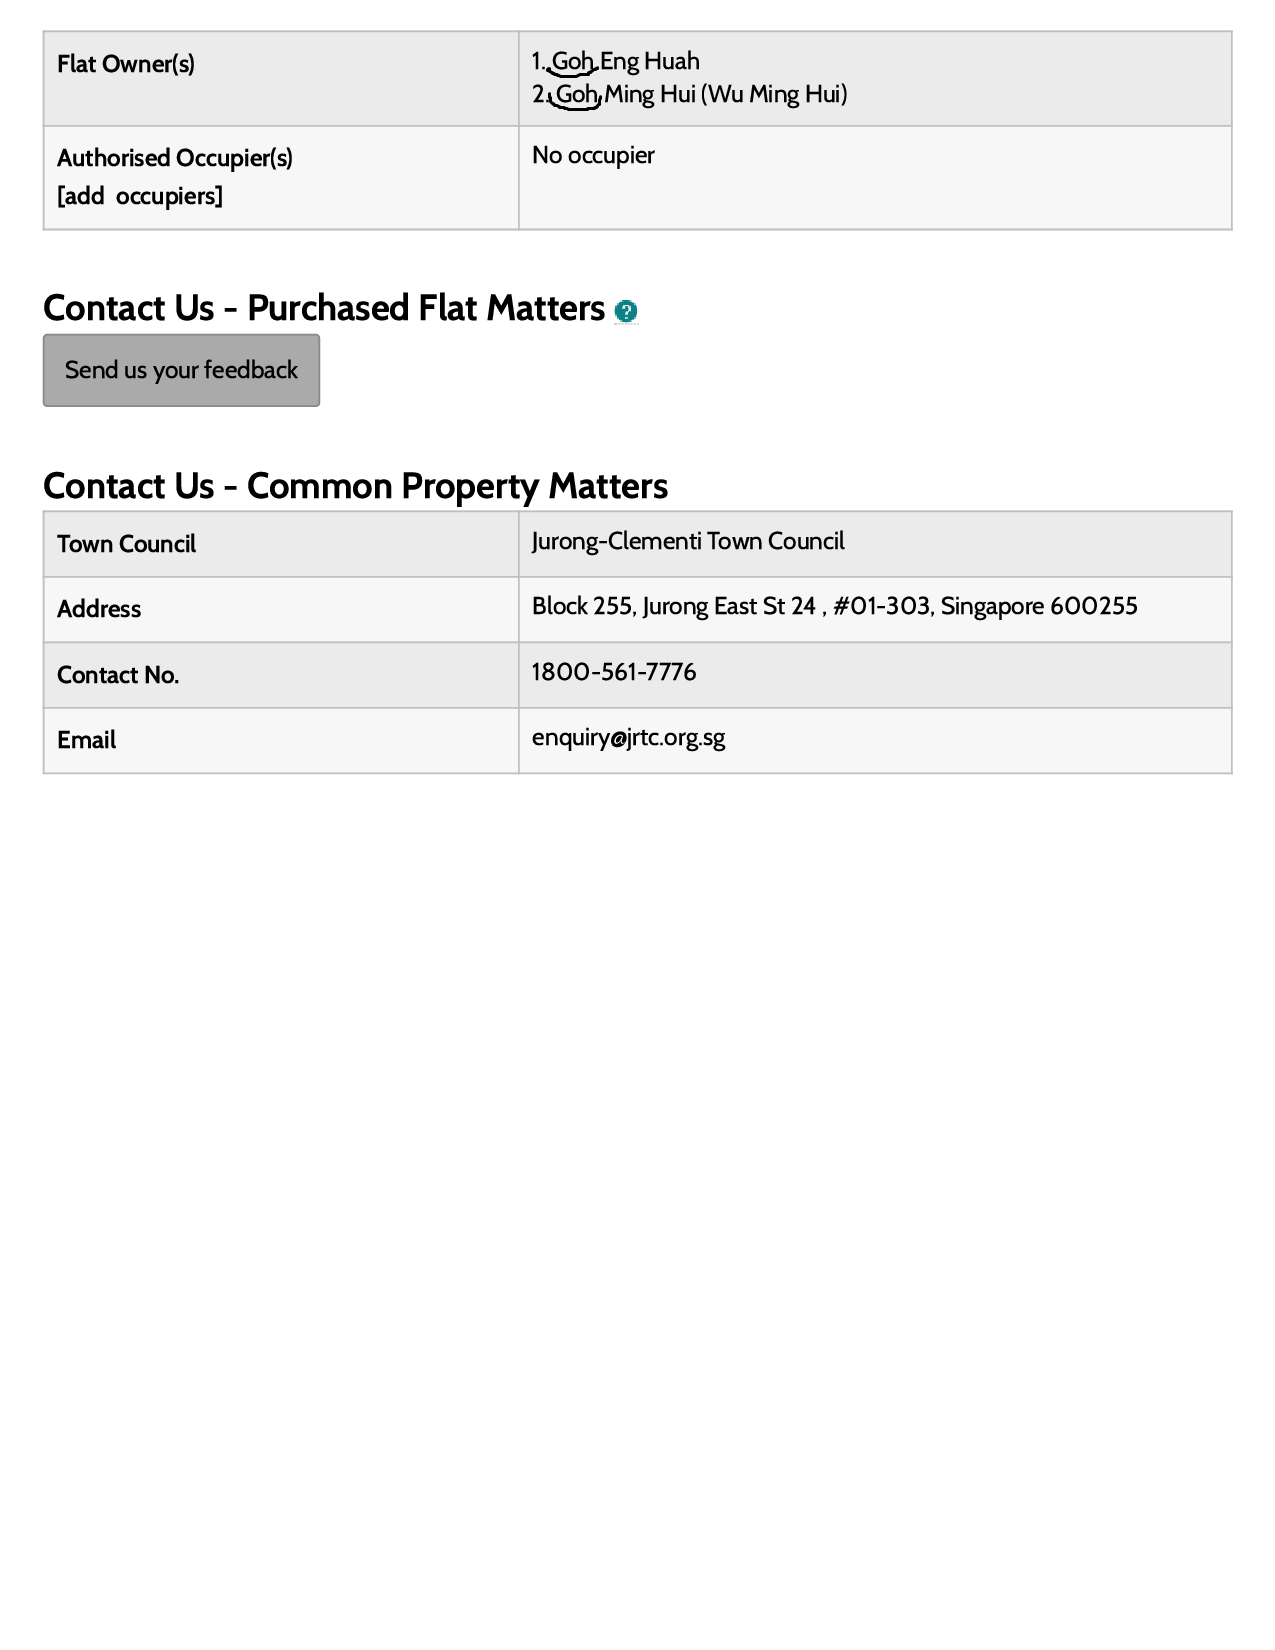 Flat Owner(s)
1. Goh Eng Huah
2. Goh Ming Hui (Wu Ming Hui)
Authorised Occupier(s)
[add occupiers]
No occupier
Contact Us - Purchased Flat Matters ?
Send us your feedback
Contact Us - Common Property Matters
Town Council
Jurong-Clementi Town Council
Address
Block 255, Jurong East St 24 , #01-303, Singapore 600255
Contact No.
1800-561-7776
Email
enquiry@jrtc.org.sg